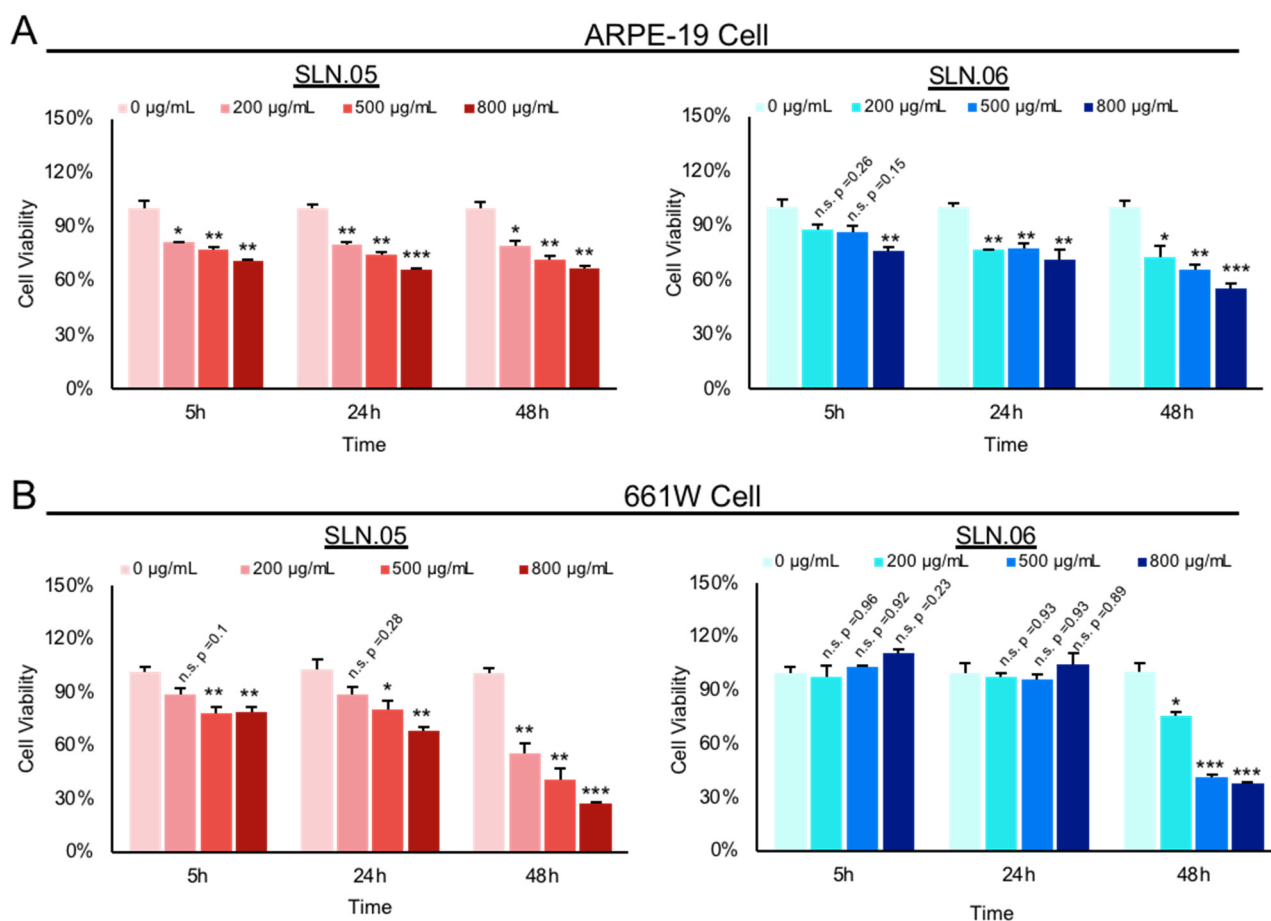 A
ARPE-19 Cell
SLN.05
0 µg/mL 200 µg/mL 500 µg/mL 800 µg/mL
150%
120%
90%
60%
30%
0%
Cell Viability
* ** **
** ** ***
* ** **
5h 24h 48h
Time
SLN.06
0 µg/mL 200 µg/mL 500 µg/mL 800 µg/mL
150%
120%
90%
60%
30%
0%
Cell Viability
n.s. p =0.26
n.s. p =0.15
**
** ** **
* ** ***
5h 24h 48h
Time
B
661W Cell
SLN.05
0 µg/mL 200 µg/mL 500 µg/mL 800 µg/mL
150%
120%
90%
60%
30%
0%
Cell Viability
n.s. p =0.1
** **
n.s. p =0.28
* **
** ** ***
5h 24h 48h
Time
SLN.06
0 µg/mL 200 µg/mL 500 µg/mL 800 µg/mL
150%
120%
90%
60%
30%
0%
Cell Viability
n.s. p =0.96
n.s. p =0.92
n.s. p =0.23
n.s. p =0.93
n.s. p =0.93
n.s. p =0.89
* *** ***
5h 24h 48h
Time